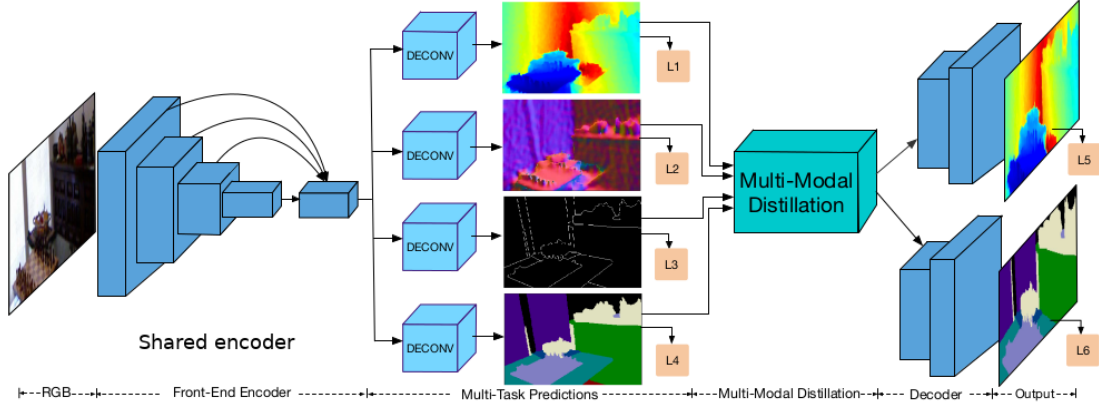 DECONV
L1
DECONV
L2
DECONV
L3
DECONV
L4
Multi-Modal
Distillation
L5
L6
Shared encoder
RGB
Front-End Encoder
Multi-Task Predictions
Multi-Modal Distillation
Decoder
Output